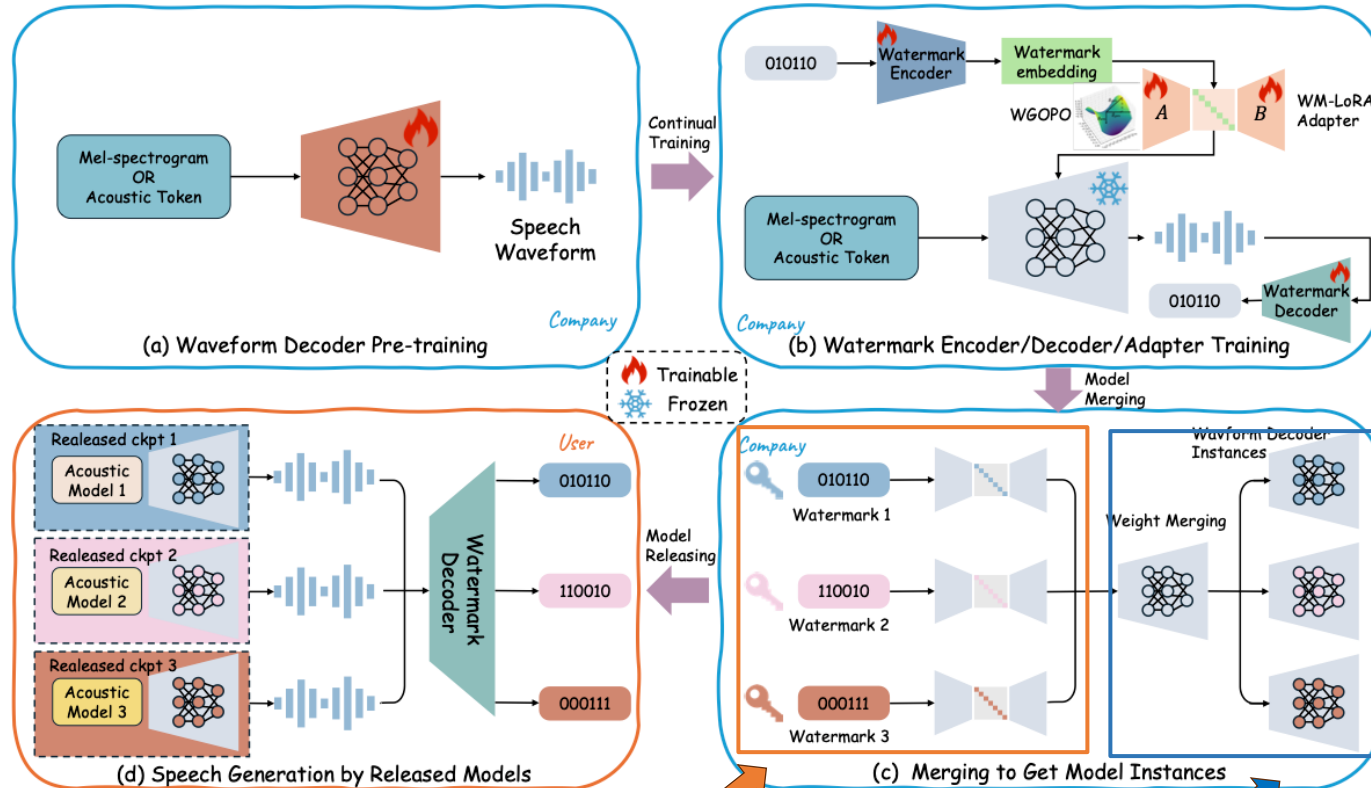 Mel-spectrogram
OR
Acoustic Token
Speech
Waveform
Company
(a) Waveform Decoder Pre-training
Continual
Training
010110
Watermark
Encoder
Watermark
embedding
WGOPO
A
B
WM-LoRA
Adapter
Mel-spectrogram
OR
Acoustic Token
010110
Watermark
Decoder
Company
(b) Watermark Encoder/Decoder/Adapter Training
Trainable
Frozen
Model
Merging
Realeased ckpt 1
Acoustic
Model 1
Realeased ckpt 2
Acoustic
Model 2
Realeased ckpt 3
Acoustic
Model 3
Watermark
Decoder
User
010110
110010
000111
(d) Speech Generation by Released Models
Model
Releasing
Company
010110
Watermark 1
110010
Watermark 2
000111
Watermark 3
Weight Merging
Wavform Decoder
Instances
(c) Merging to Get Model Instances